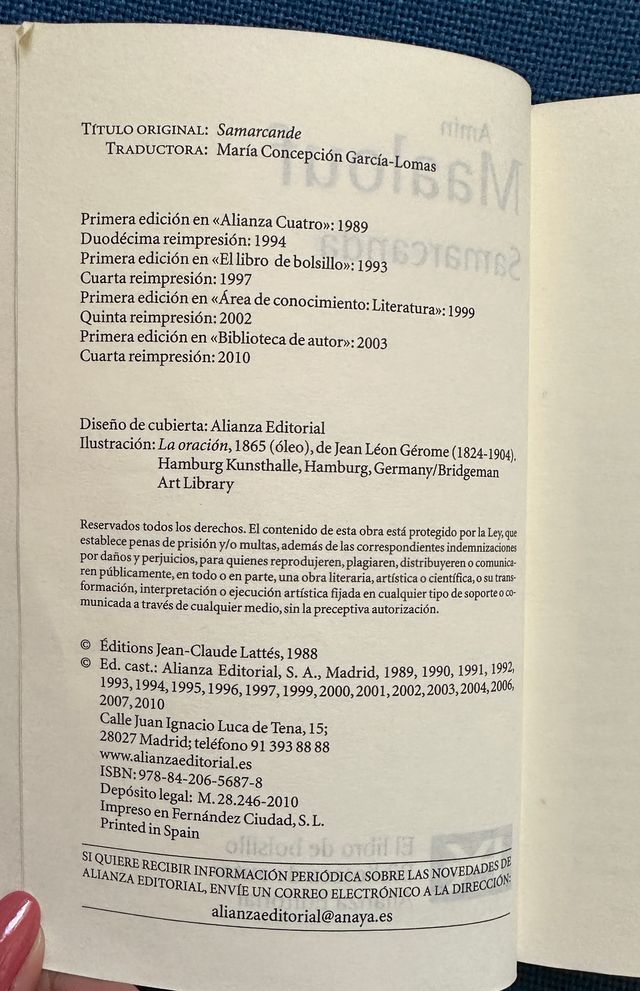 TÍTULO ORIGINAL: Samarcande
TRADUCTORA: María Concepción García-Lomas
Amin
Maalouf
Samarcanda
Primera edición en «Alianza Cuatro»: 1989
Duodécima reimpresión: 1994
Primera edición en «El libro de bolsillo»: 1993
Cuarta reimpresión: 1997
Primera edición en «Área de conocimiento: Literatura»: 1999
Quinta reimpresión: 2002
Primera edición en «Biblioteca de autor»: 2003
Cuarta reimpresión: 2010
Diseño de cubierta: Alianza Editorial
Ilustración: La oración, 1865 (óleo), de Jean Léon Gérome (1824-1904).
Hamburg Kunsthalle, Hamburg, Germany/Bridgeman
Art Library
Reservados todos los derechos. El contenido de esta obra está protegido por la Ley, que
establece penas de prisión y/o multas, además de las correspondientes indemnizaciones
por daños y perjuicios, para quienes reprodujeren, plagiaren, distribuyeren o comunica-
ren públicamente, en todo o en parte, una obra literaria, artística o científica, o su trans-
formación, interpretación o ejecución artística fijada en cualquier tipo de soporte o co-
municada a través de cualquier medio, sin la preceptiva autorización.
© Éditions Jean-Claude Lattés, 1988
© Ed. cast.: Alianza Editorial, S. A., Madrid, 1989, 1990, 1991, 1992,
1993, 1994, 1995, 1996, 1997, 1999, 2000, 2001, 2002, 2003, 2004, 2006,
2007, 2010
Calle Juan Ignacio Luca de Tena, 15;
28027 Madrid; teléfono 91 393 88 88
www.alianzaeditorial.es
ISBN: 978-84-206-5687-8
Depósito legal: M. 28.246-2010
Impreso en Fernández Ciudad, S. L.
Printed in Spain
El libro de bolsillo
SI QUIERE RECIBIR INFORMACIÓN PERIÓDICA SOBRE LAS NOVEDADES DE
ALIANZA EDITORIAL, ENVÍE UN CORREO ELECTRÓNICO A LA DIRECCIÓN:
alianzaeditorial@anaya.es